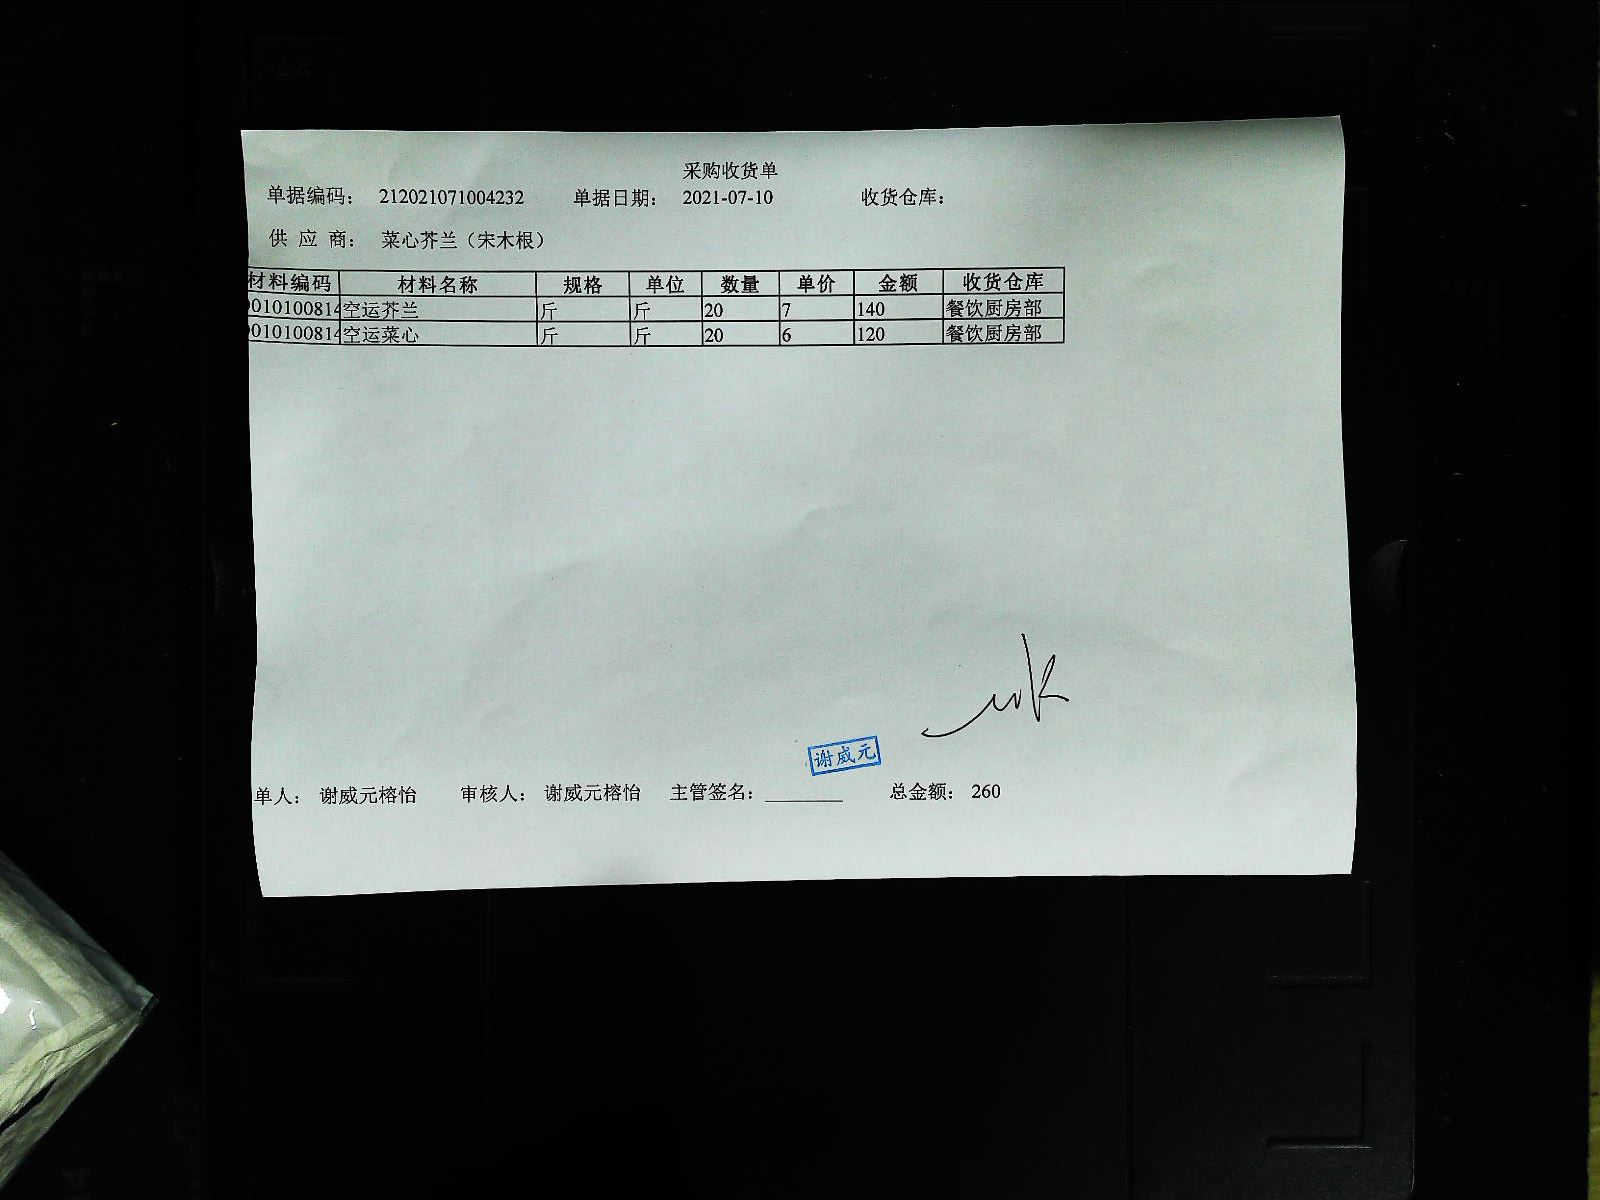 采购收货单
单据编码： 212021071004232 单据日期： 2021-07-10 收货仓库：
供 应 商： 菜心芥兰（宋木根）
材料编码 材料名称 规格 单位 数量 单价 金额 收货仓库
010100814 空运芥兰 斤 斤 20 7 140 餐饮厨房部
010100814 空运菜心 斤 斤 20 6 120 餐饮厨房部
谢威元
单人： 谢威元榕怡 审核人： 谢威元榕怡 主管签名：________ 总金额： 260